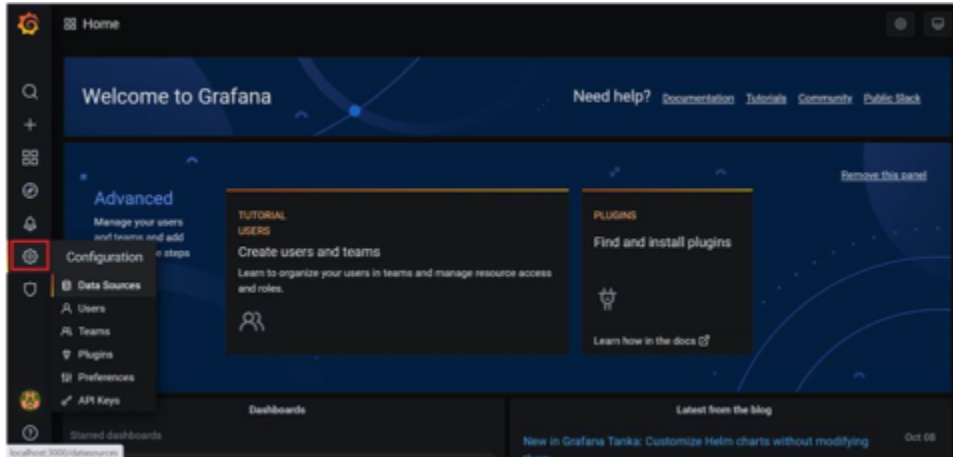 Home
Welcome to Grafana
Need help? Documentation Tutorials Community Public Slack
Remove this panel
Advanced
Manage your users
and teams and add
steps
TUTORIAL
USERS
Create users and teams
Learn to organize your users in teams and manage resource access
and roles.
PLUGINS
Find and install plugins
Learn how in the docs
Configuration
Data Sources
Users
Teams
Plugins
Preferences
API Keys
Dashboards
Starred dashboards
Latest from the blog
New in Grafana Tanka: Customize Helm charts without modifying
Oct 08
localhost:3000/datasources